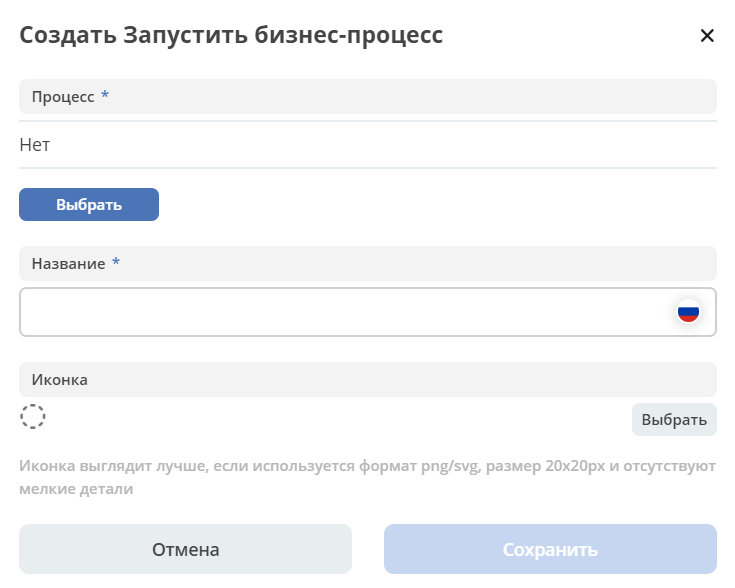 Создать Запустить бизнес-процесс
Процесс *
Нет
Выбрать
Название *
Иконка
Выбрать
Иконка выглядит лучше, если используется формат png/svg, размер 20x20px и отсутствуют
мелкие детали
Отмена
Сохранить